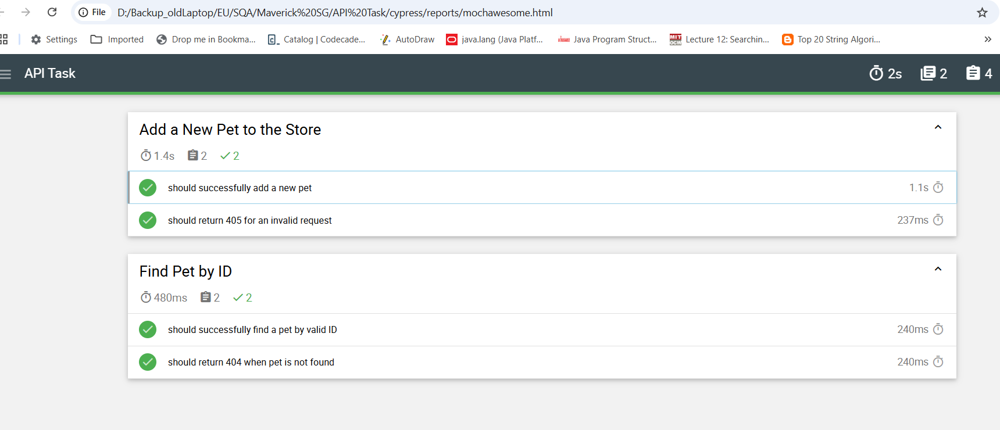 File D:/Backup_oldLaptop/EU/SQA/Maverick%20SG/API%20Task/cypress/reports/mochawesome.html
Settings Imported Drop me in Bookma... Catalog | Codecade... AutoDraw java.lang (Java Platf... Java Program Struct... MIT OCW Lecture 12: Searchin... Top 20 String Algori... »
API Task 2s 2 4
Add a New Pet to the Store
1.4s 2 2
should successfully add a new pet 1.1s
should return 405 for an invalid request 237ms
Find Pet by ID
480ms 2 2
should successfully find a pet by valid ID 240ms
should return 404 when pet is not found 240ms